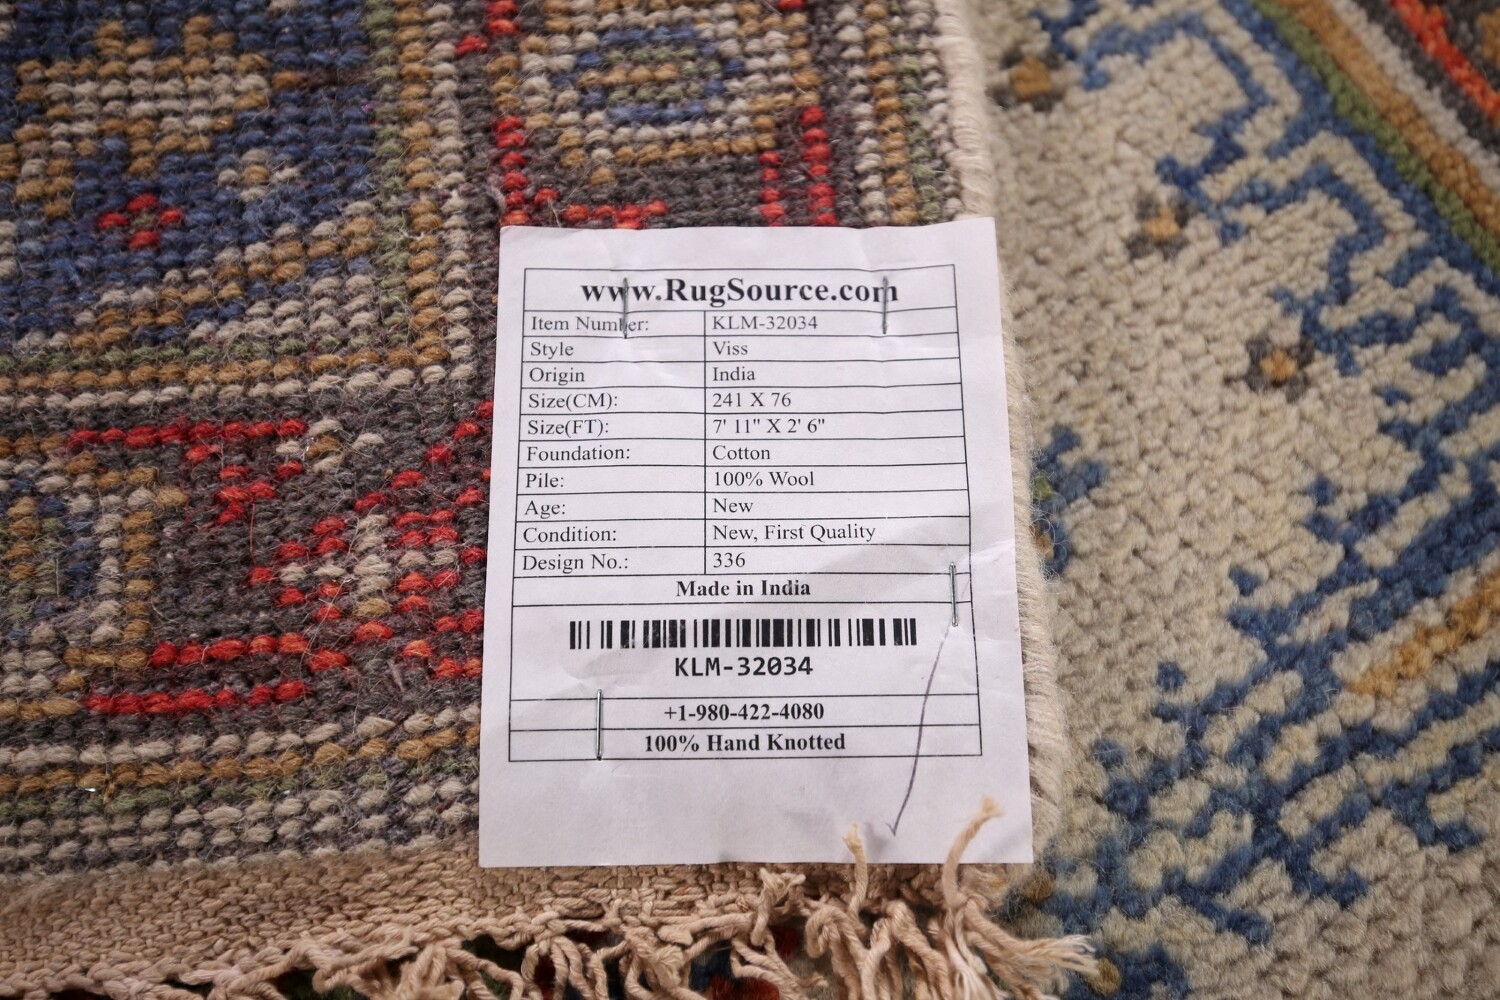 www.RugSource.com
Item Number: KLM-32034
Style Viss
Origin India
Size(CM): 241 X 76
Size(FT): 7' 11" X 2' 6"
Foundation: Cotton
Pile: 100% Wool
Age: New
Condition: New, First Quality
Design No.: 336
Made in India
KLM-32034
+1-980-422-4080
100% Hand Knotted